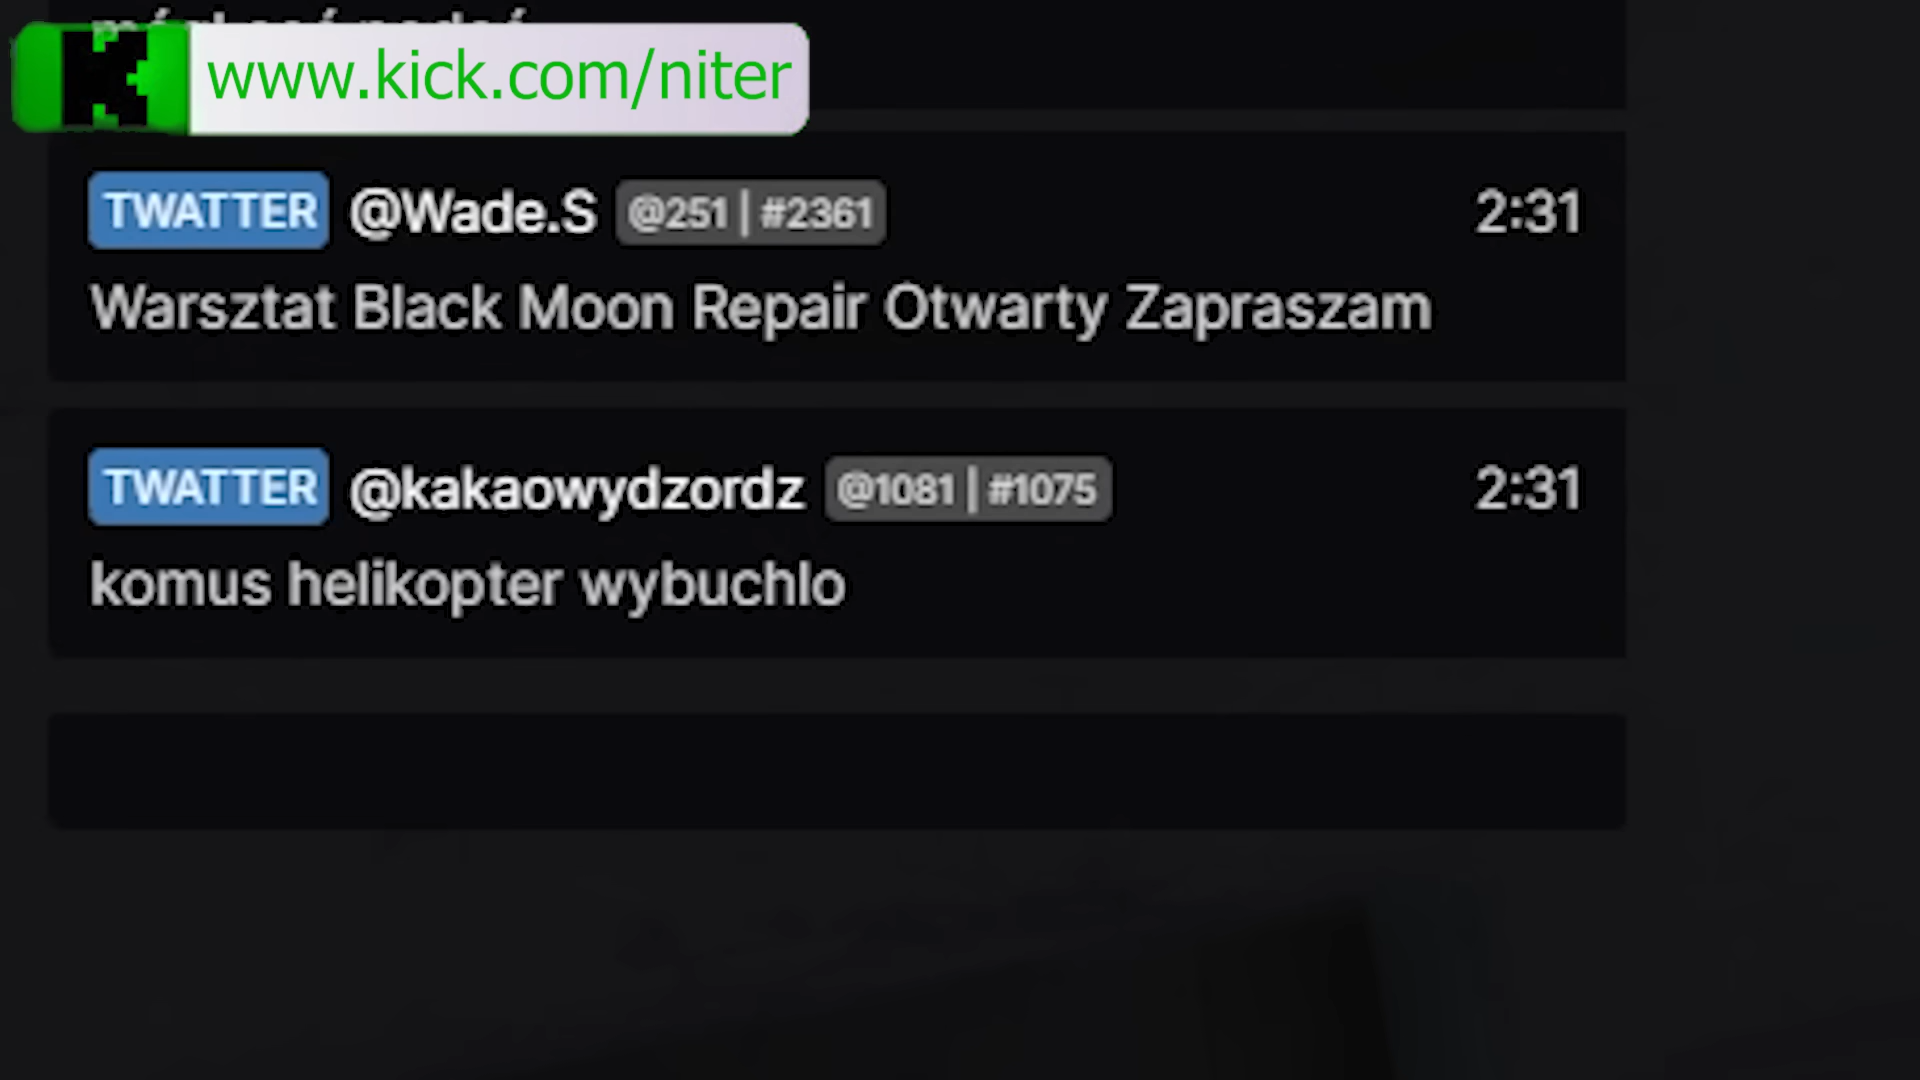 www.kick.com/niter
TWATTER @Wade.S @251 | #2361 2:31
Warsztat Black Moon Repair Otwarty Zapraszam
TWATTER @kakaowydzordz @1081 | #1075 2:31
komus helikopter wybuchlo